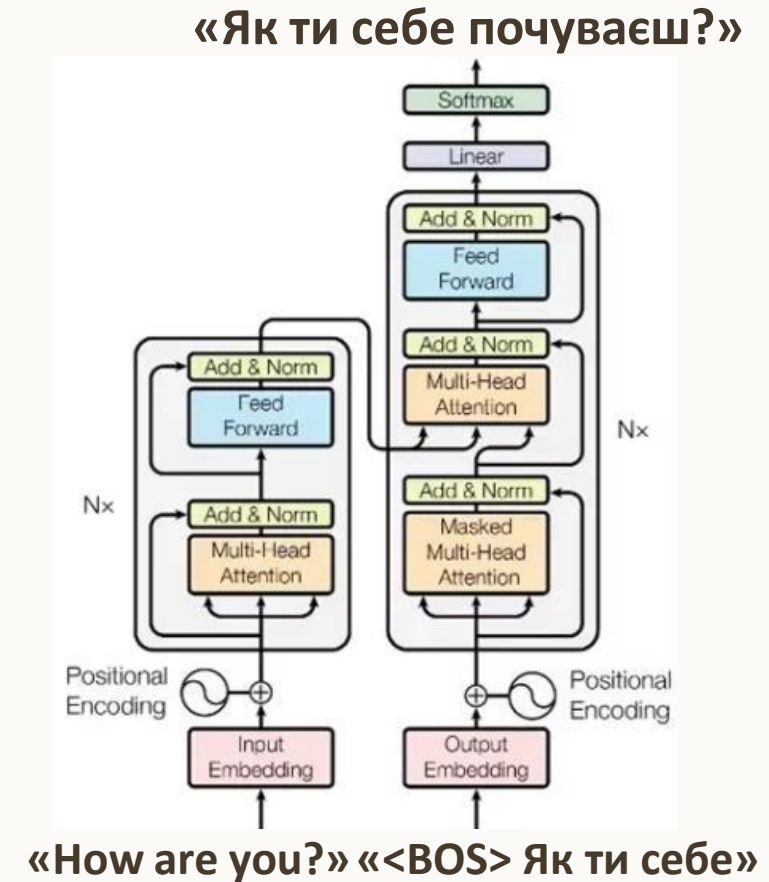 «Як ти себе почуваєш?»
Softmax
Linear
Add & Norm
Feed
Forward
Add & Norm
Multi-Head
Attention
Nx
Add & Norm
Masked
Multi-Head
Attention
Add & Norm
Feed
Forward
Nx
Add & Norm
Multi-Head
Attention
Positional
Encoding
Positional
Encoding
Input
Embedding
Output
Embedding
«How are you?» «<BOS> Як ти себе»